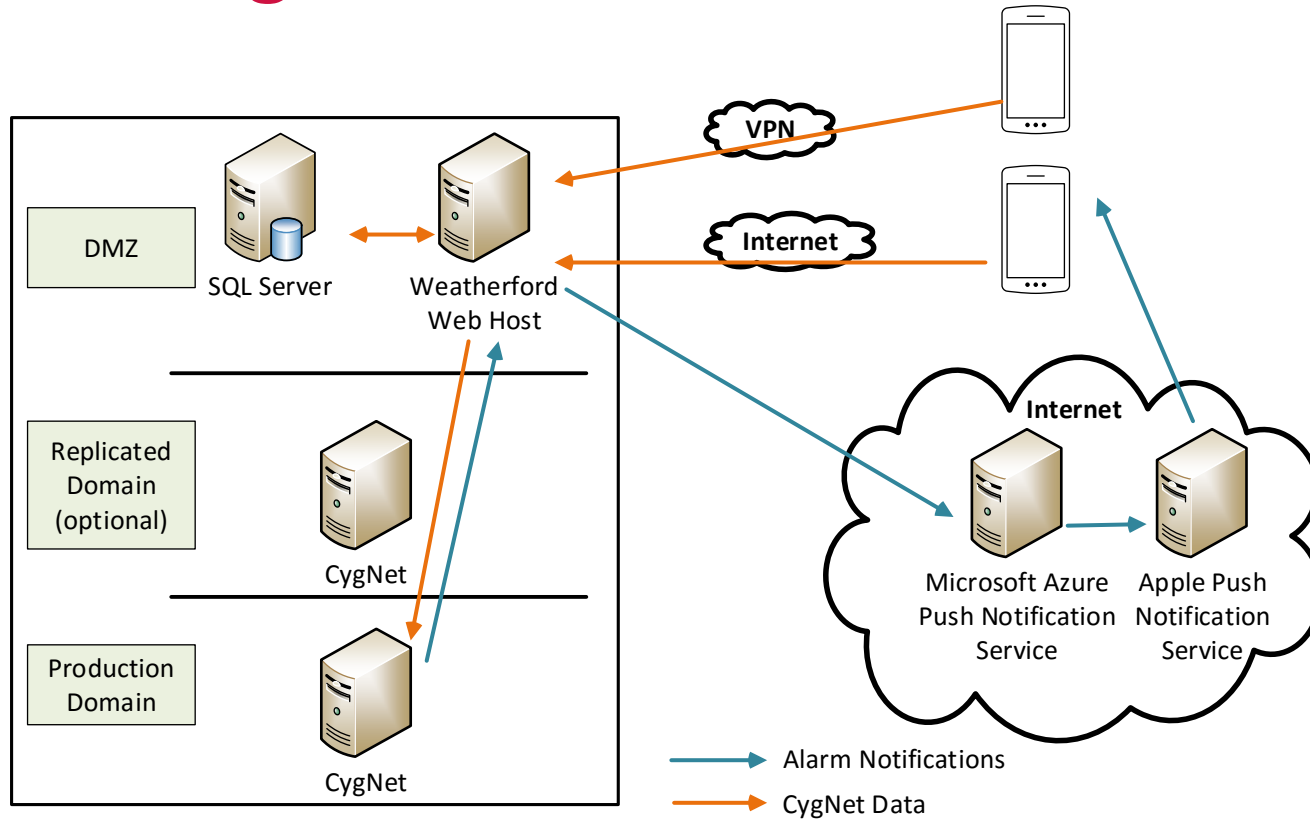 VPN
Internet
DMZ
SQL Server
Weatherford
Web Host
Replicated
Domain
(optional)
CygNet
Production
Domain
CygNet
Internet
Microsoft Azure
Push Notification
Service
Apple Push
Notification
Service
Alarm Notifications
CygNet Data